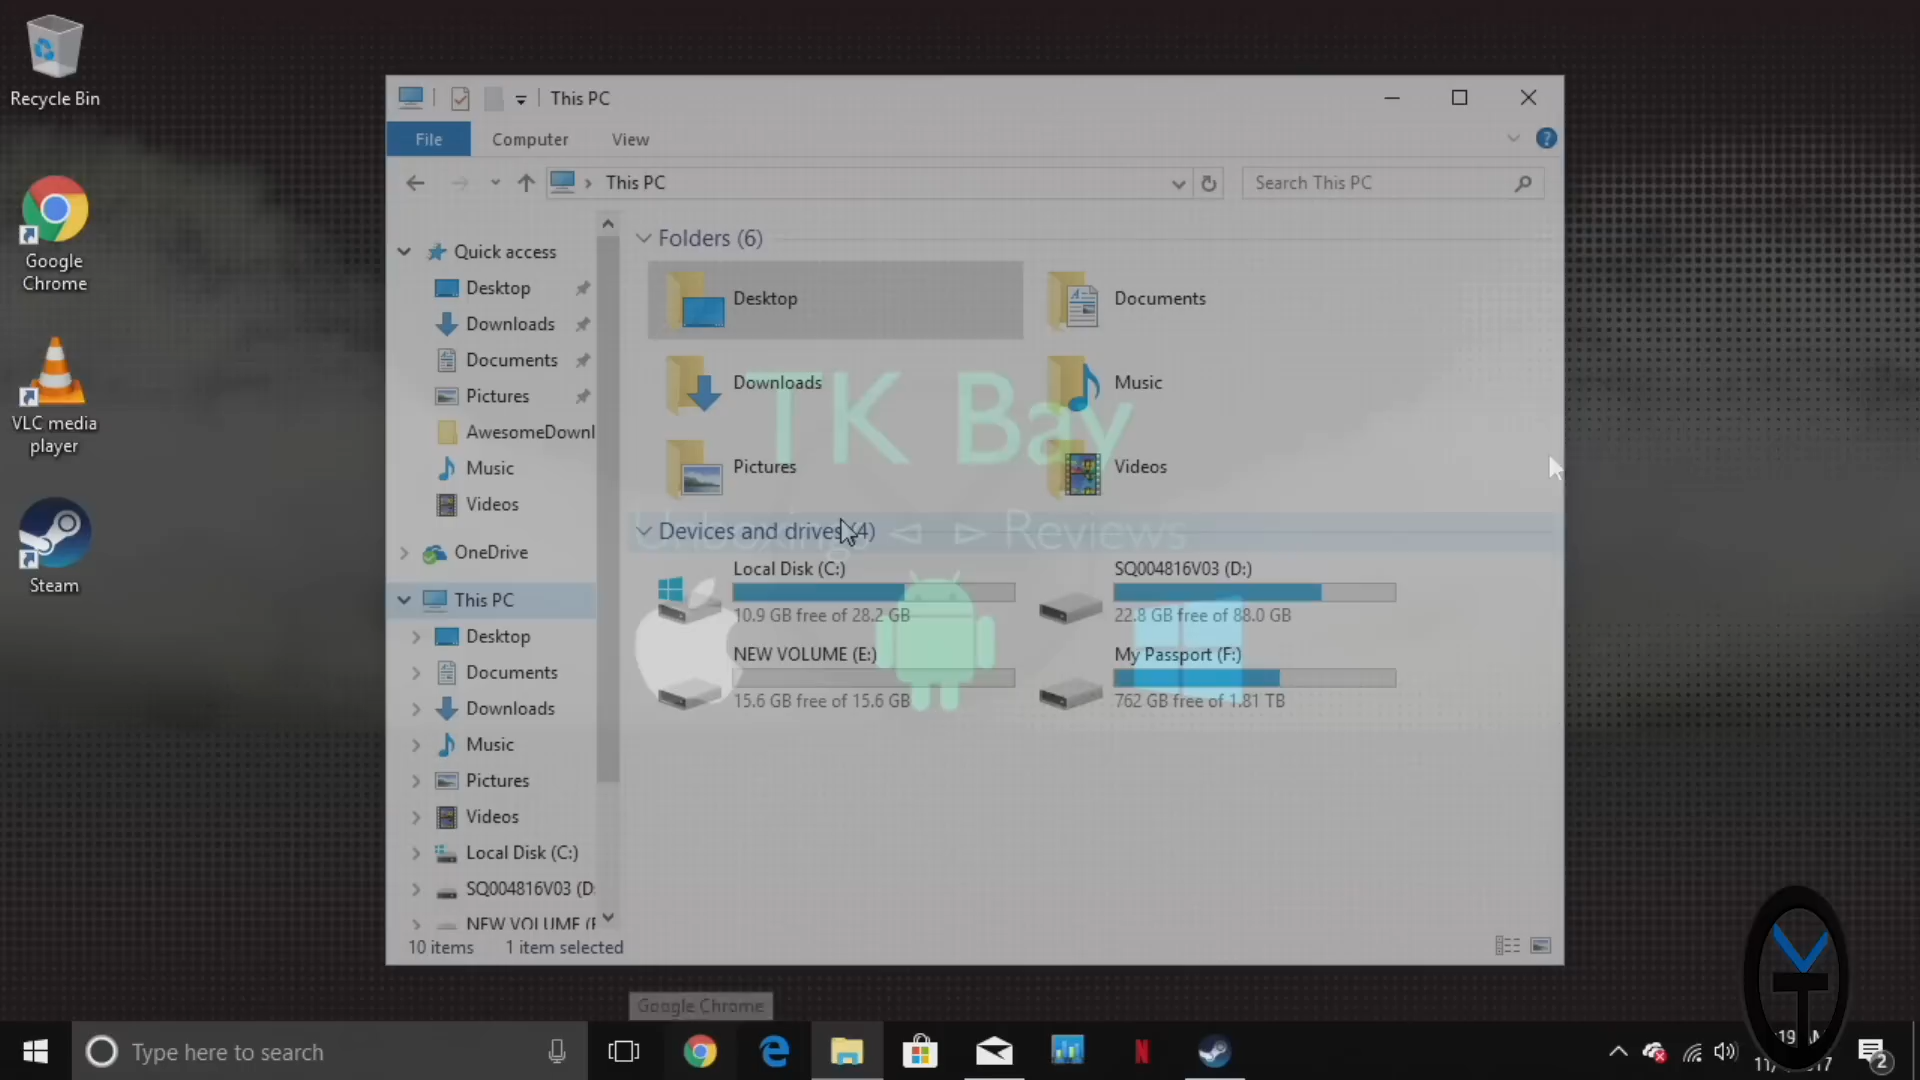 Recycle Bin
Google
Chrome
VLC media
player
Steam
This PC
File
Computer
View
This PC
Search This PC
Quick access
Desktop
Downloads
Documents
Pictures
AwesomeDownl
Music
Videos
OneDrive
This PC
Desktop
Documents
Downloads
Music
Pictures
Videos
Local Disk (C:)
SQ004816V03 (D:
NEW VOLUME (E
10 items
1 item selected
Folders (6)
Desktop
Documents
Downloads
Music
Pictures
Videos
TK Bay
Unboxings ◅ ▻ Reviews
Devices and drives (4)
Local Disk (C:)
10.9 GB free of 28.2 GB
SQ004816V03 (D:)
22.8 GB free of 88.0 GB
NEW VOLUME (E:)
15.6 GB free of 15.6 GB
My Passport (F:)
762 GB free of 1.81 TB
Google Chrome
Type here to search
2